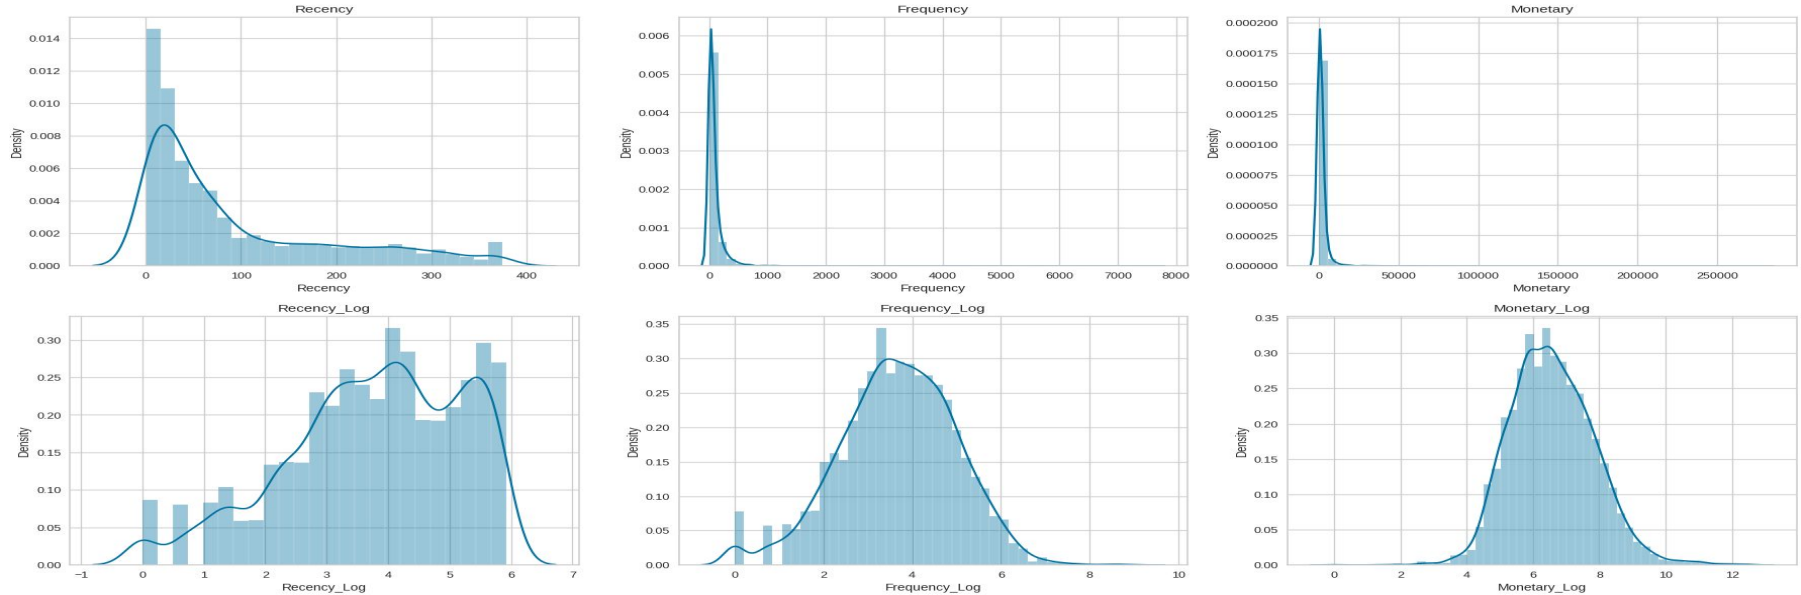 Recency
Frequency
Monetary
0.014
0.012
0.010
0.008
0.006
0.004
0.002
0.000
Density
0 100 200 300 400
Recency
0.006
0.005
0.004
0.003
0.002
0.001
0.000
Density
0 1000 2000 3000 4000 5000 6000 7000 8000
Frequency
0.000200
0.000175
0.000150
0.000125
0.000100
0.000075
0.000050
0.000025
0.000000
Density
0 50000 100000 150000 200000 250000
Monetary
Recency_Log
Frequency_Log
Monetary_Log
0.30
0.25
0.20
0.15
0.10
0.05
0.00
Density
−1 0 1 2 3 4 5 6 7
Recency_Log
0.35
0.30
0.25
0.20
0.15
0.10
0.05
0.00
Density
0 2 4 6 8 10
Frequency_Log
0.35
0.30
0.25
0.20
0.15
0.10
0.05
0.00
Density
0 2 4 6 8 10 12
Monetary_Log